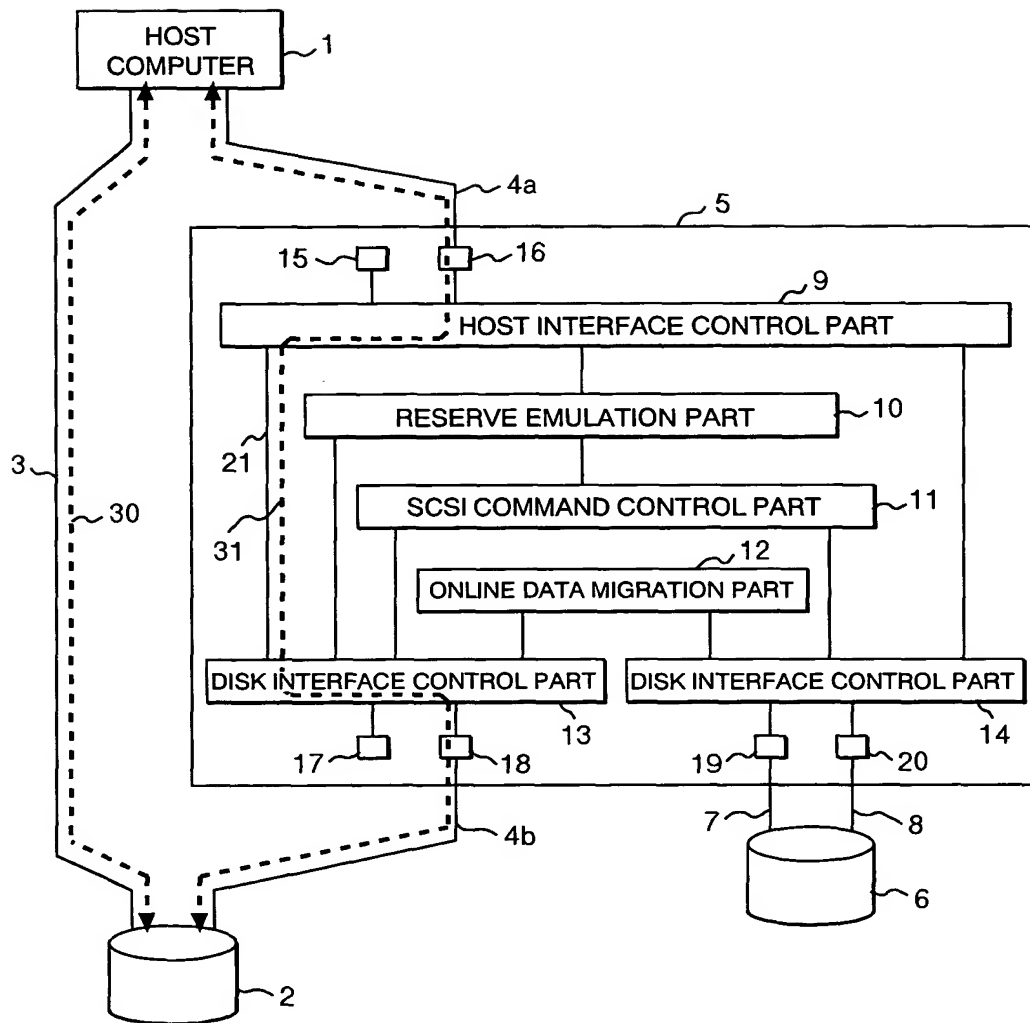 HOST
COMPUTER
1
4a
5
15
16
9
HOST INTERFACE CONTROL PART
RESERVE EMULATION PART
10
3
21
SCSI COMMAND CONTROL PART
11
30
31
12
ONLINE DATA MIGRATION PART
DISK INTERFACE CONTROL PART
DISK INTERFACE CONTROL PART
13
14
17
18
19
20
4b
7
8
6
2